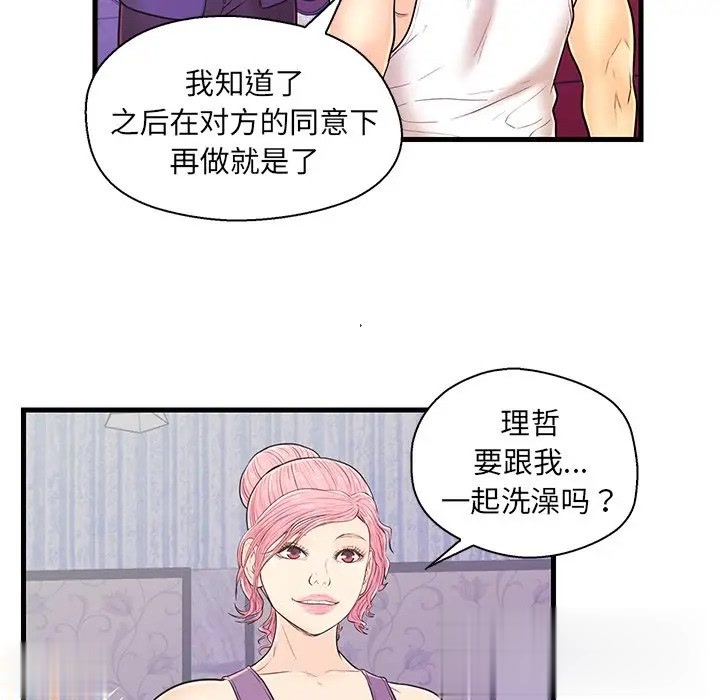 我知道了
之后在对方的同意下
再做就是了
理哲
要跟我...
一起洗澡吗？